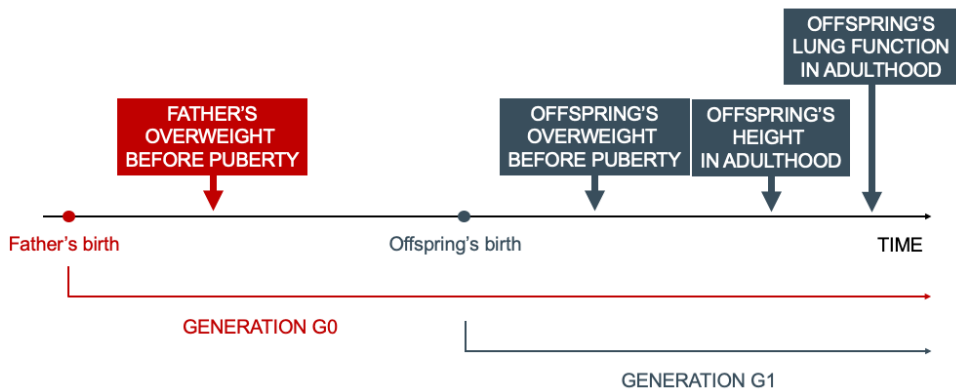 OFFSPRING'S
LUNG FUNCTION
IN ADULTHOOD
FATHER'S
OVERWEIGHT
BEFORE PUBERTY
OFFSPRING'S
OVERWEIGHT
BEFORE PUBERTY
OFFSPRING'S
HEIGHT
IN ADULTHOOD
Father's birth
Offspring's birth
TIME
GENERATION G0
GENERATION G1